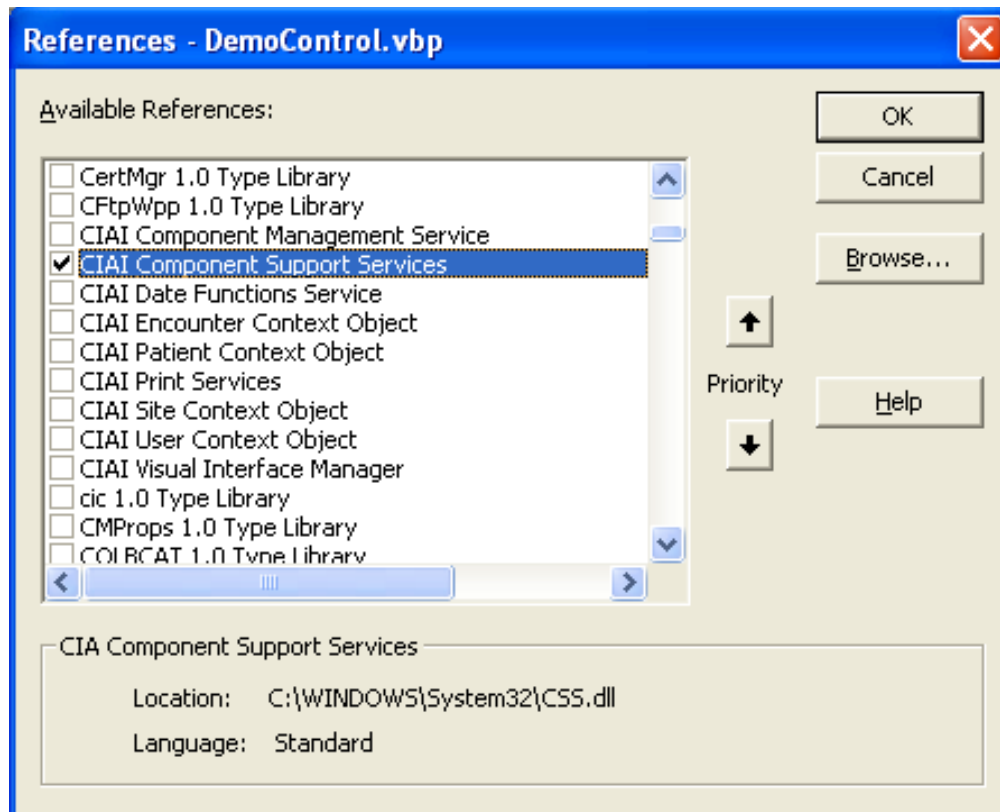 References - DemoControl.vbp
Available References:
CertMgr 1.0 Type Library
CFtpWpp 1.0 Type Library
CIAI Component Management Service
CIAI Component Support Services
CIAI Date Functions Service
CIAI Encounter Context Object
CIAI Patient Context Object
CIAI Print Services
CIAI Site Context Object
CIAI User Context Object
CIAI Visual Interface Manager
cic 1.0 Type Library
CMProps 1.0 Type Library
COLBCAT 1.0 Type Library
OK
Cancel
Browse...
Priority
Help
CIA Component Support Services
Location: C:\WINDOWS\System32\CSS.dll
Language: Standard